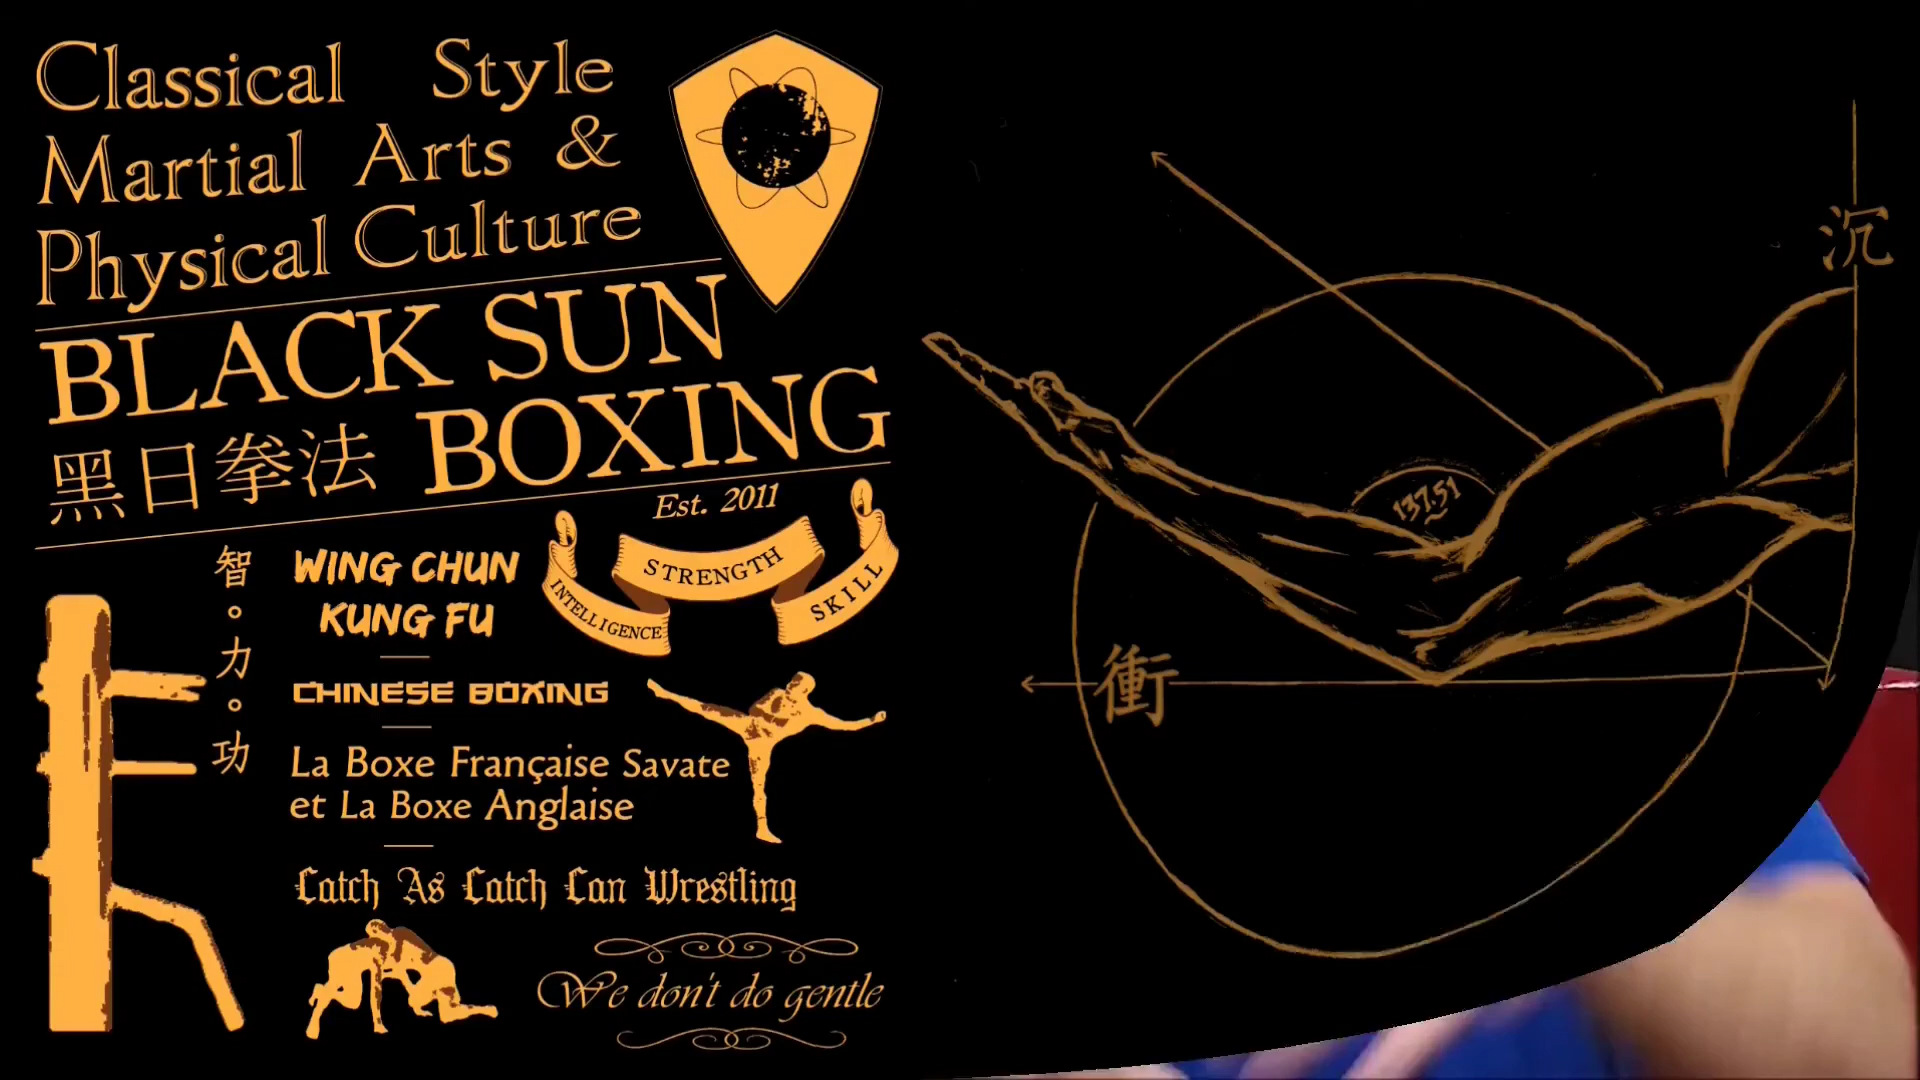 Classical Style
Martial Arts &
Physical Culture
BLACK SUN
黑日拳法 BOXING
Est. 2011
智
。
力
。
功
WING CHUN
KUNG FU
INTELLIGENCE
STRENGTH
SKILL
CHINESE BOXING
La Boxe Française Savate
et La Boxe Anglaise
Catch As Catch Can Wrestling
We don't do gentle
沉
137.51
衝